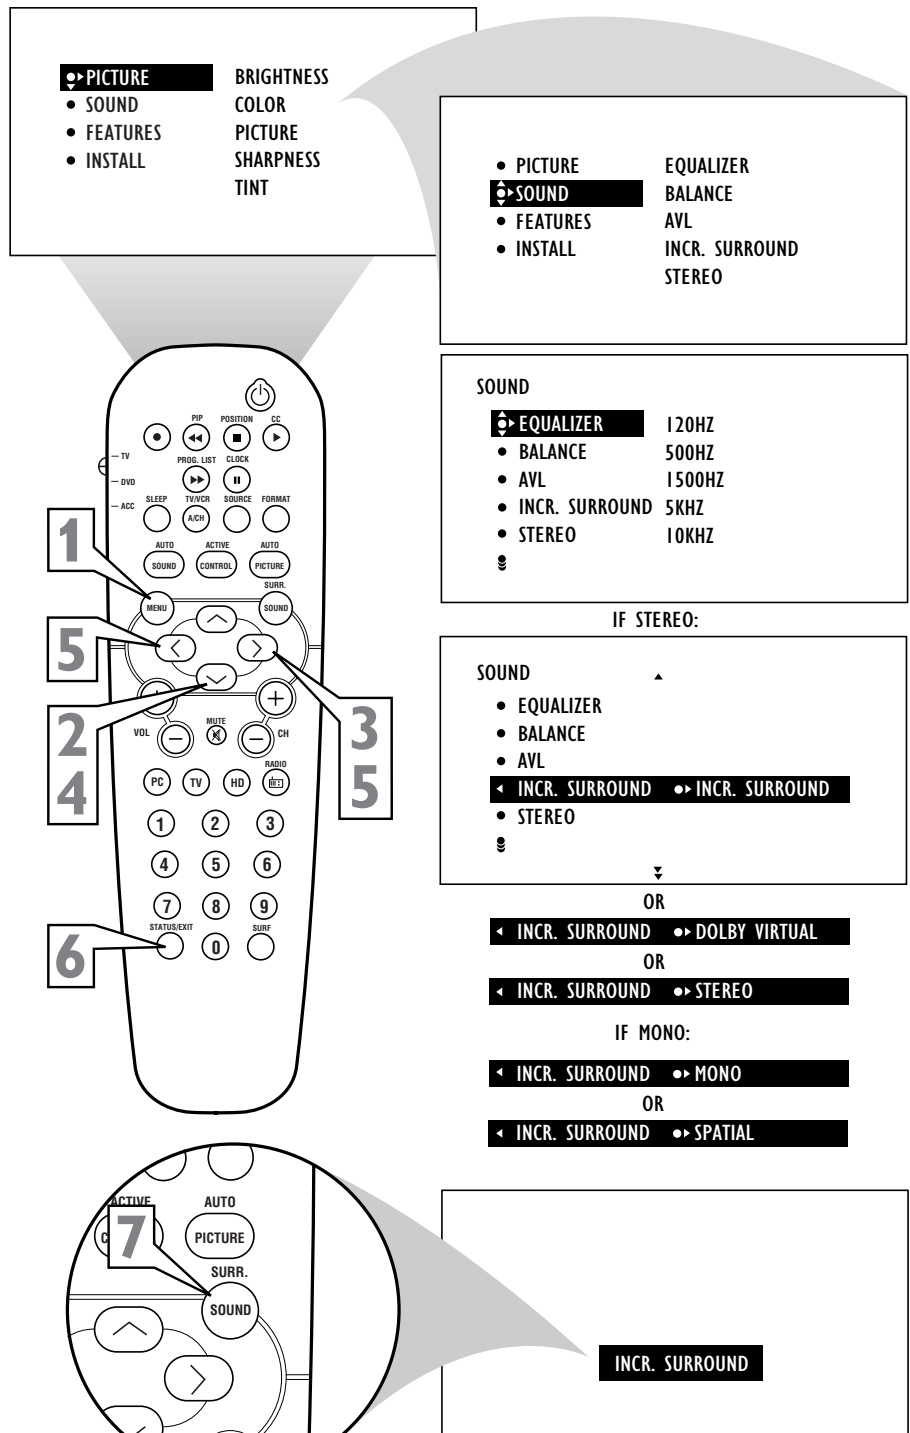 PICTURE BRIGHTNESS
SOUND COLOR
FEATURES PICTURE
INSTALL SHARPNESS
TINT
PICTURE EQUALIZER
SOUND BALANCE
FEATURES AVL
INSTALL INCR. SURROUND
STEREO
SOUND
EQUALIZER 120HZ
BALANCE 500HZ
AVL 1500HZ
INCR. SURROUND 5KHZ
STEREO 10KHZ
IF STEREO:
SOUND
EQUALIZER
BALANCE
AVL
INCR. SURROUND INCR. SURROUND
STEREO
OR
INCR. SURROUND DOLBY VIRTUAL
OR
INCR. SURROUND STEREO
IF MONO:
INCR. SURROUND MONO
OR
INCR. SURROUND SPATIAL
PIP POSITION CC
TV
PROG. LIST CLOCK
DVD
ACC
SLEEP TV/VCR SOURCE FORMAT
A/CH
AUTO ACTIVE AUTO
SOUND CONTROL PICTURE
SURR.
MENU SOUND
1
5
2
4
3
5
VOL MUTE CH
RADIO
PC TV HD
1 2 3
4 5 6
7 8 9
STATUS/EXIT SURF
0
6
ACTIVE AUTO
7
C PICTURE
SURR.
SOUND
INCR. SURROUND